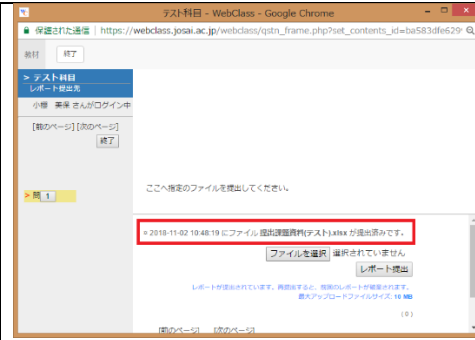 テスト科目 - WebClass - Google Chrome
保護された通信 | https://webclass.josai.ac.jp/webclass/qstn_frame.php?set_contents_id=ba583dfe629
教材 終了
> テスト科目
レポート提出先
小櫻 美保 さんがログイン中
[前のページ] [次のページ]
終了
> 問 1
ここへ指定のファイルを提出してください。
2018-11-02 10:48:19 にファイル 提出課題資料(テスト).xlsx が提出済みです。
ファイルを選択 選択されていません
レポート提出
レポートが提出されています。再提出すると、既存のレポートが破棄されます。
最大アップロードファイルサイズ: 10 MB
( 0 )
[前のページ] [次のページ]